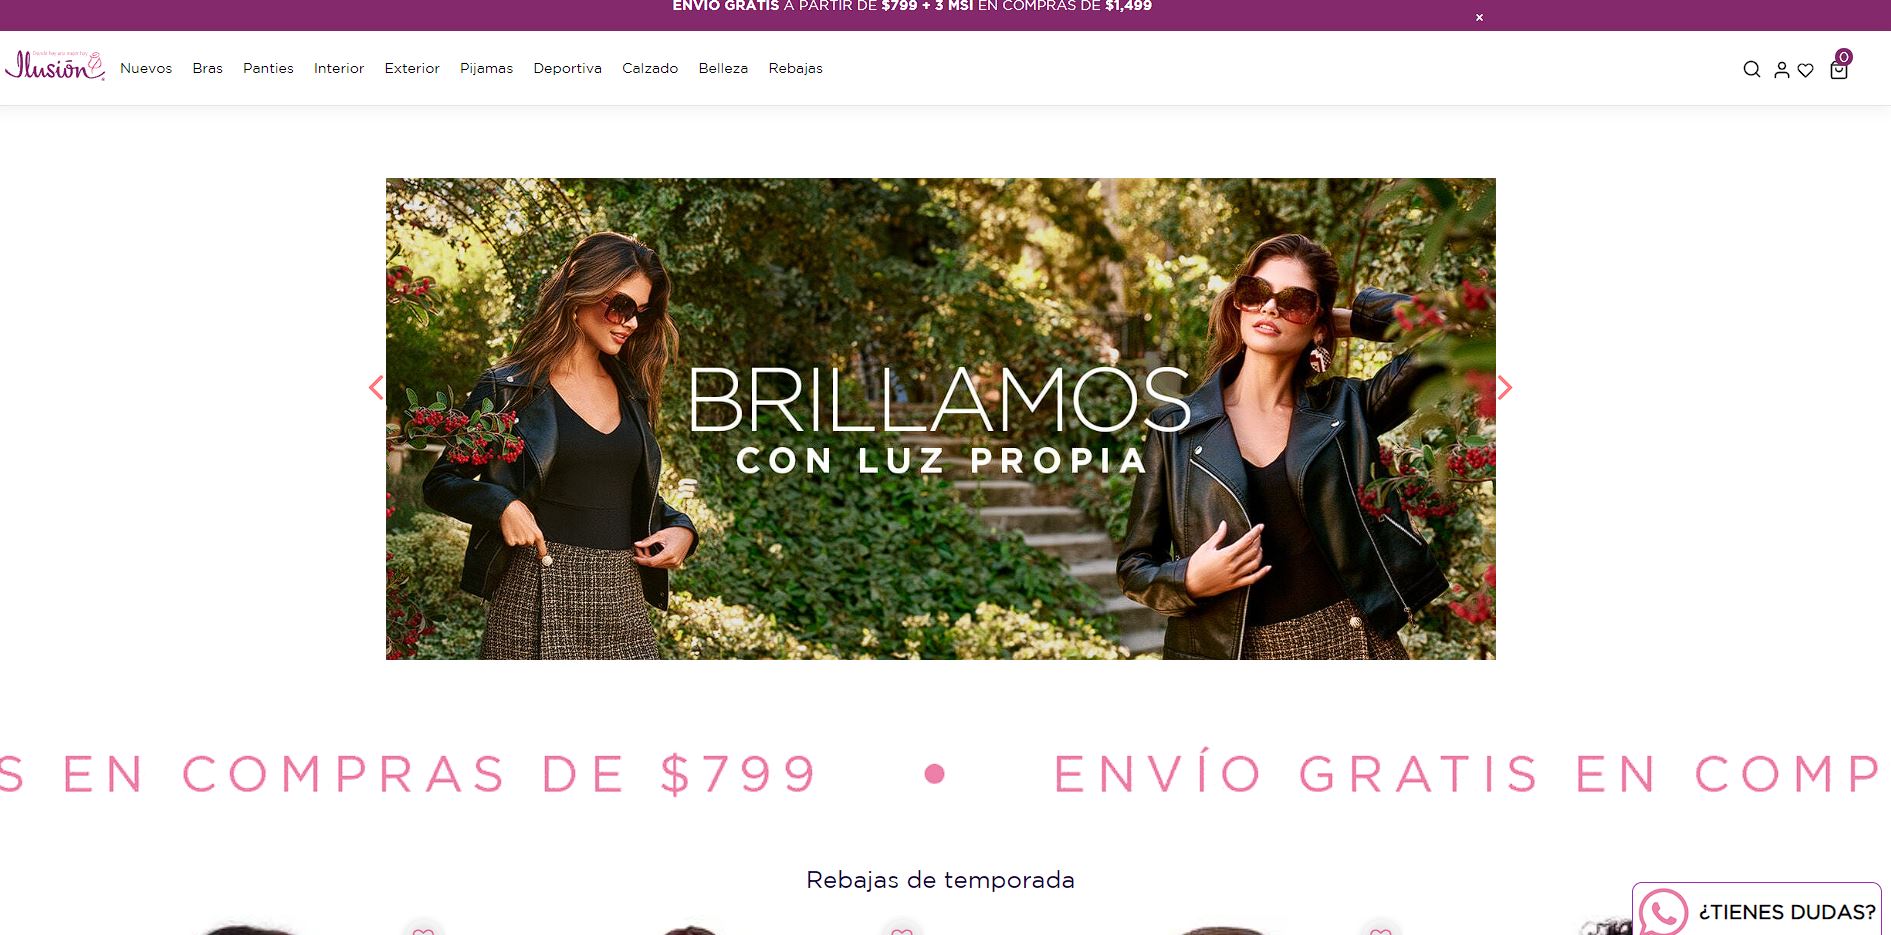 ENVÍO GRATIS A PARTIR DE $799 + 3 MSI EN COMPRAS DE $1,499
x
Ilusión
Nuevos Bras Panties Interior Exterior Pijamas Deportiva Calzado Belleza Rebajas
0
BRILLAMOS
CON LUZ PROPIA
S EN COMPRAS DE $799 • ENVÍO GRATIS EN COMP
Rebajas de temporada
¿TIENES DUDAS?